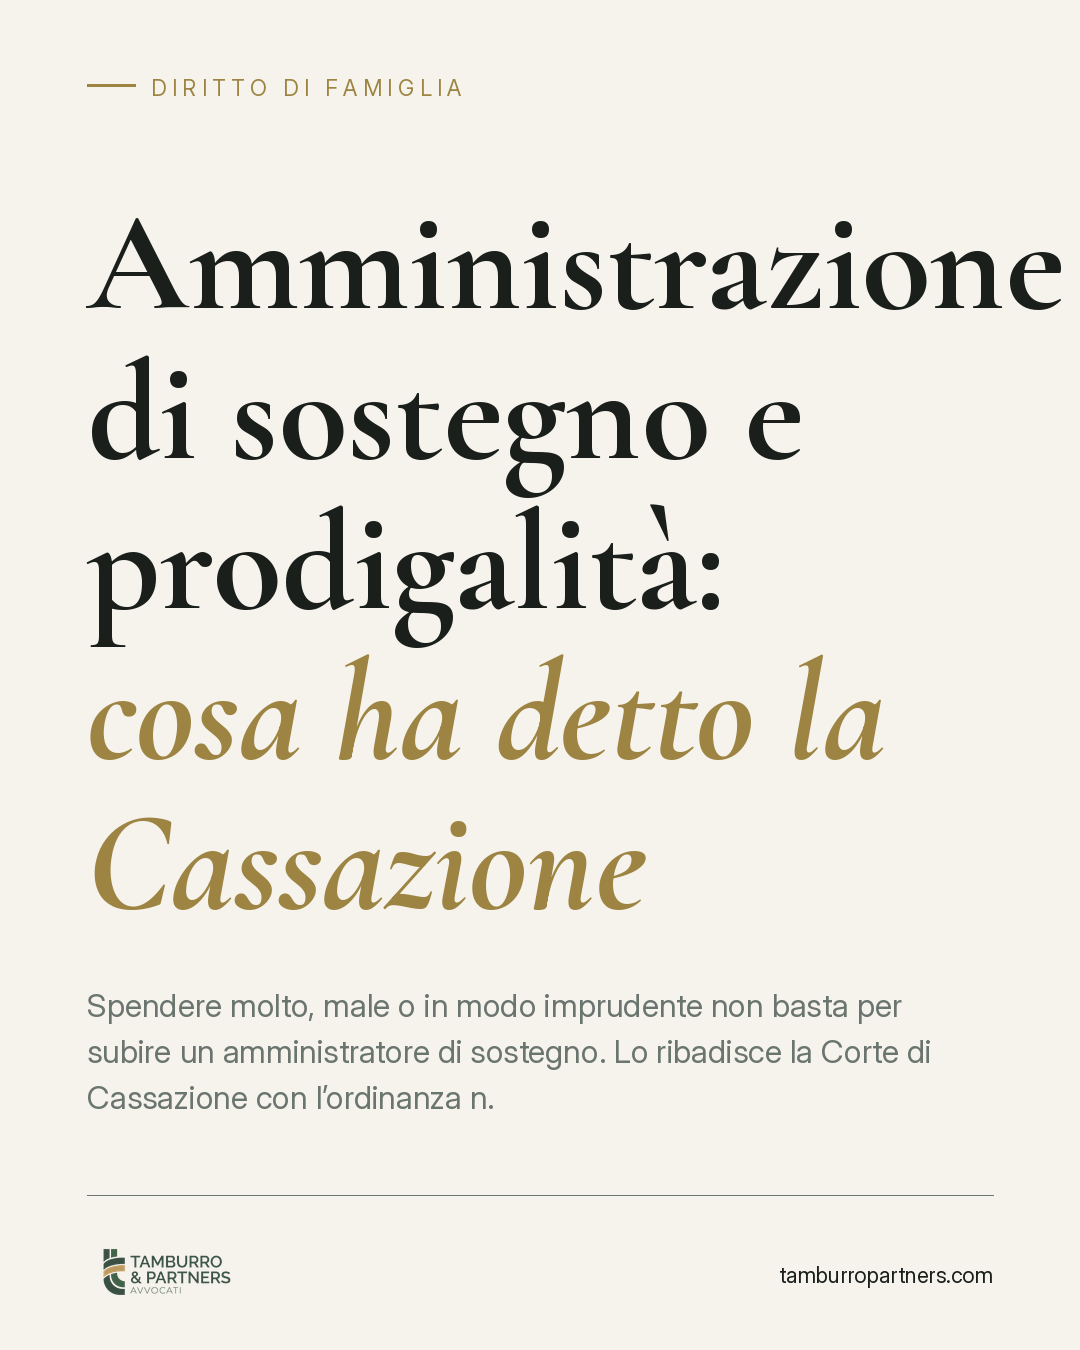 DIRITTO DI FAMIGLIA
Amministrazione
di sostegno e
prodigalità:
cosa ha detto la
Cassazione
Spendere molto, male o in modo imprudente non basta per
subire un amministratore di sostegno. Lo ribadisce la Corte di
Cassazione con l’ordinanza n.
TAMBURRO
& PARTNERS
AVVOCATI
tamburropartners.com